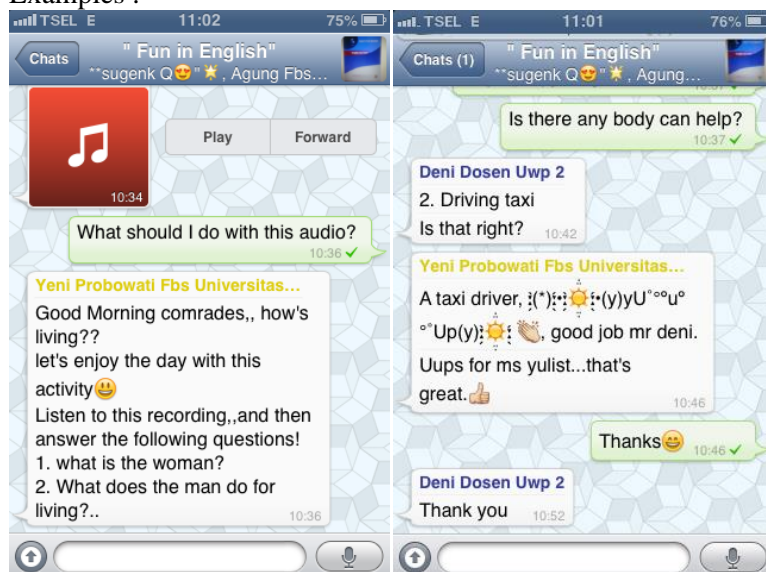 Examples :
TSEL E 11:02 75%
Chats
" Fun in English"
**sugenk Q😍"🌟, Agung Fbs...
Play Forward
10:34
What should I do with this audio?
10:36 ✓
Yeni Probowati Fbs Universitas...
Good Morning comrades,, how's
living??
let's enjoy the day with this
activity😃
Listen to this recording,,and then
answer the following questions!
1. what is the woman?
2. What does the man do for
living?..
10:36
TSEL E 11:01 76%
Chats (1)
" Fun in English"
**sugenk Q😍"🌟, Agung...
Is there any body can help?
10:37 ✓
Deni Dosen Uwp 2
2. Driving taxi
Is that right? 10:42
Yeni Probowati Fbs Universitas...
A taxi driver, (*) ☀ (y)yU°°ºuº
°°Up(y) ☀ 👏, good job mr deni.
Uups for ms yulist...that's
great.👍
10:46
Thanks😄 10:46 ✓
Deni Dosen Uwp 2
Thank you 10:52